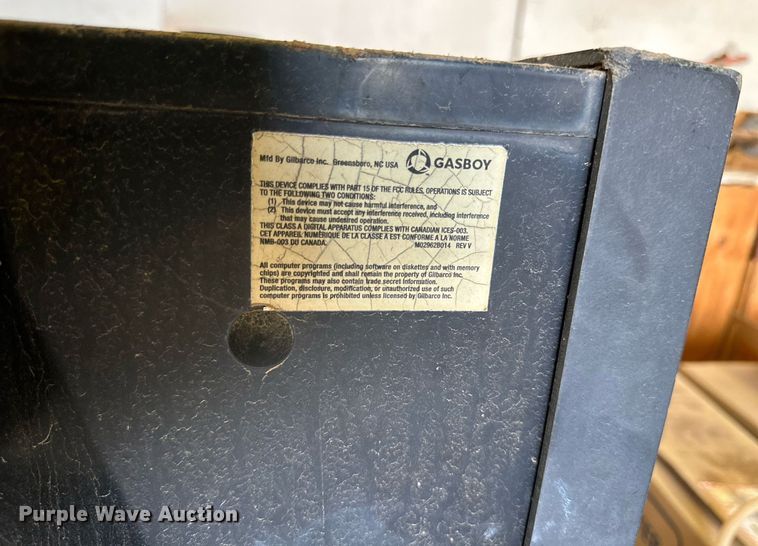 Mfd By Gilbarco Inc. Greensboro, NC USA GASBOY
THIS DEVICE COMPLIES WITH PART 15 OF THE FCC RULES, OPERATIONS IS SUBJECT
TO THE FOLLOWING TWO CONDITIONS:
(1) This device may not cause harmful interference, and
(2) This device must accept any interference received, including interference
that may cause undesired operation.
THIS CLASS A DIGITAL APPARATUS COMPLIES WITH CANADIAN ICES-003.
CET APPAREIL NUMÉRIQUE DE LA CLASSE A EST CONFORME A LA NORME
NMB-003 DU CANADA. M02962B014 REV V
All computer programs (including software on diskettes and with memory
chips) are copyrighted and shall remain the property of Gilbarco Inc.
These programs may also contain trade secret information.
Duplication, disclosure, modification, or unauthorized use of such
computer programs is prohibited unless licensed by Gilbarco Inc.
Purple Wave Auction